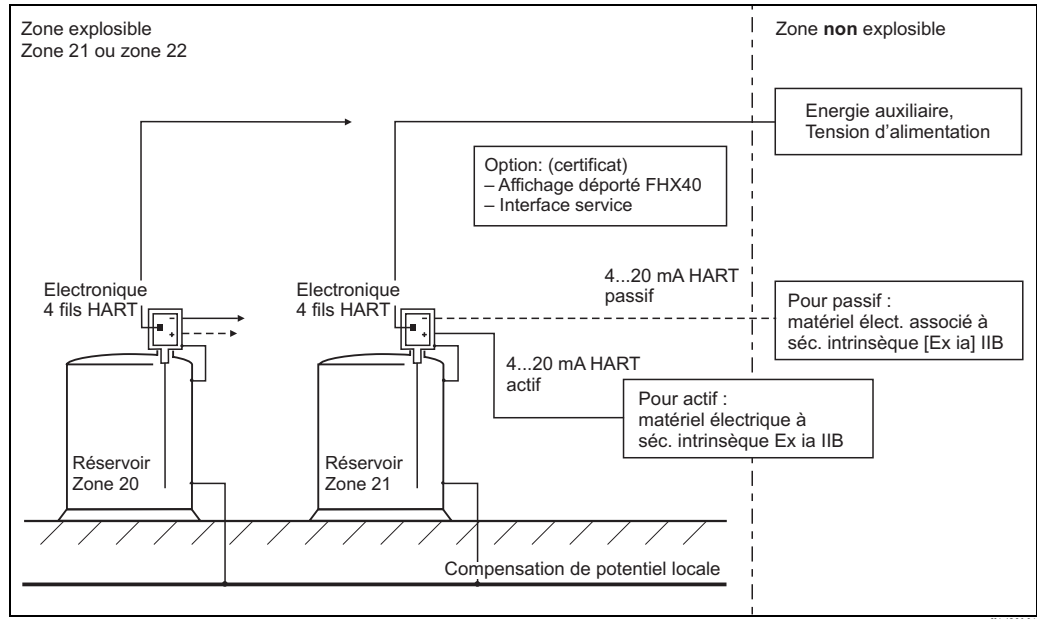 Zone explosible
Zone 21 ou zone 22
Zone non explosible
Energie auxiliaire,
Tension d'alimentation
Option: (certificat)
– Affichage déporté FHX40
– Interface service
Electronique
4 fils HART
Electronique
4 fils HART
4...20 mA HART
passif
Pour passif :
matériel élect. associé à
séc. intrinsèque [Ex ia] IIB
4...20 mA HART
actif
Pour actif :
matériel électrique à
séc. intrinsèque Ex ia IIB
Réservoir
Zone 20
Réservoir
Zone 21
Compensation de potentiel locale